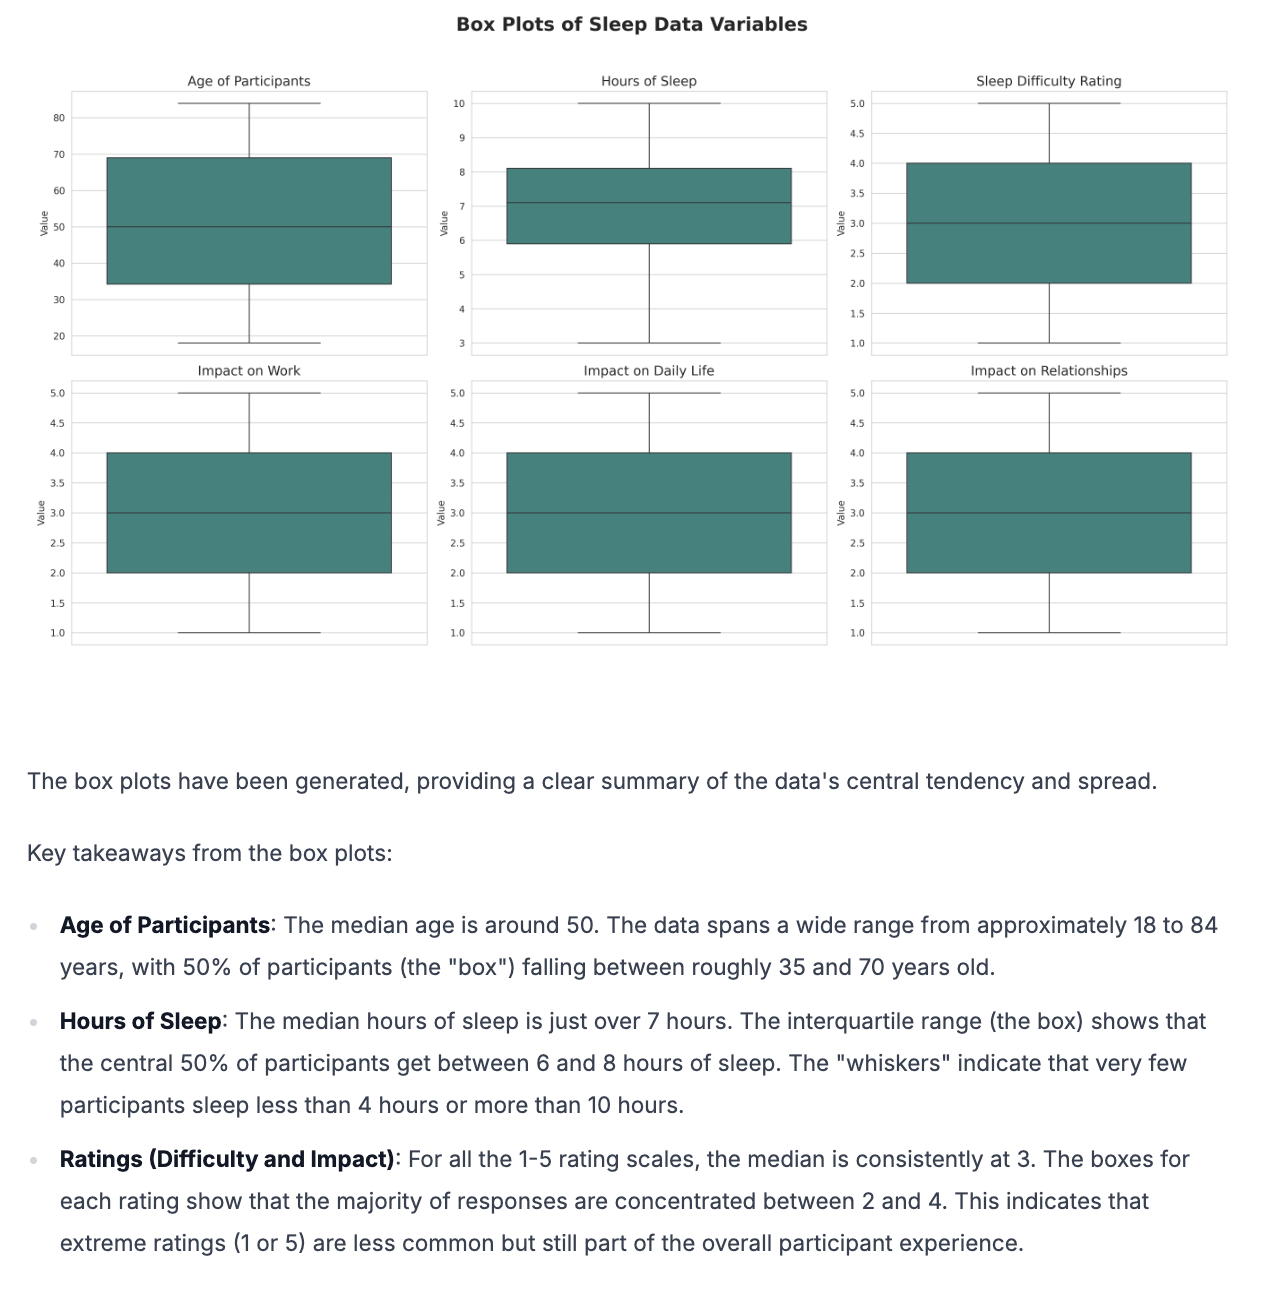 Box Plots of Sleep Data Variables
Age of Participants
Value
80
70
60
50
40
30
20
Hours of Sleep
Value
10
9
8
7
6
5
4
3
Sleep Difficulty Rating
Value
5.0
4.5
4.0
3.5
3.0
2.5
2.0
1.5
1.0
Impact on Work
Value
5.0
4.5
4.0
3.5
3.0
2.5
2.0
1.5
1.0
Impact on Daily Life
Value
5.0
4.5
4.0
3.5
3.0
2.5
2.0
1.5
1.0
Impact on Relationships
Value
5.0
4.5
4.0
3.5
3.0
2.5
2.0
1.5
1.0
The box plots have been generated, providing a clear summary of the data's central tendency and spread.
Key takeaways from the box plots:
• Age of Participants: The median age is around 50. The data spans a wide range from approximately 18 to 84
years, with 50% of participants (the "box") falling between roughly 35 and 70 years old.
• Hours of Sleep: The median hours of sleep is just over 7 hours. The interquartile range (the box) shows that
the central 50% of participants get between 6 and 8 hours of sleep. The "whiskers" indicate that very few
participants sleep less than 4 hours or more than 10 hours.
• Ratings (Difficulty and Impact): For all the 1-5 rating scales, the median is consistently at 3. The boxes for
each rating show that the majority of responses are concentrated between 2 and 4. This indicates that
extreme ratings (1 or 5) are less common but still part of the overall participant experience.